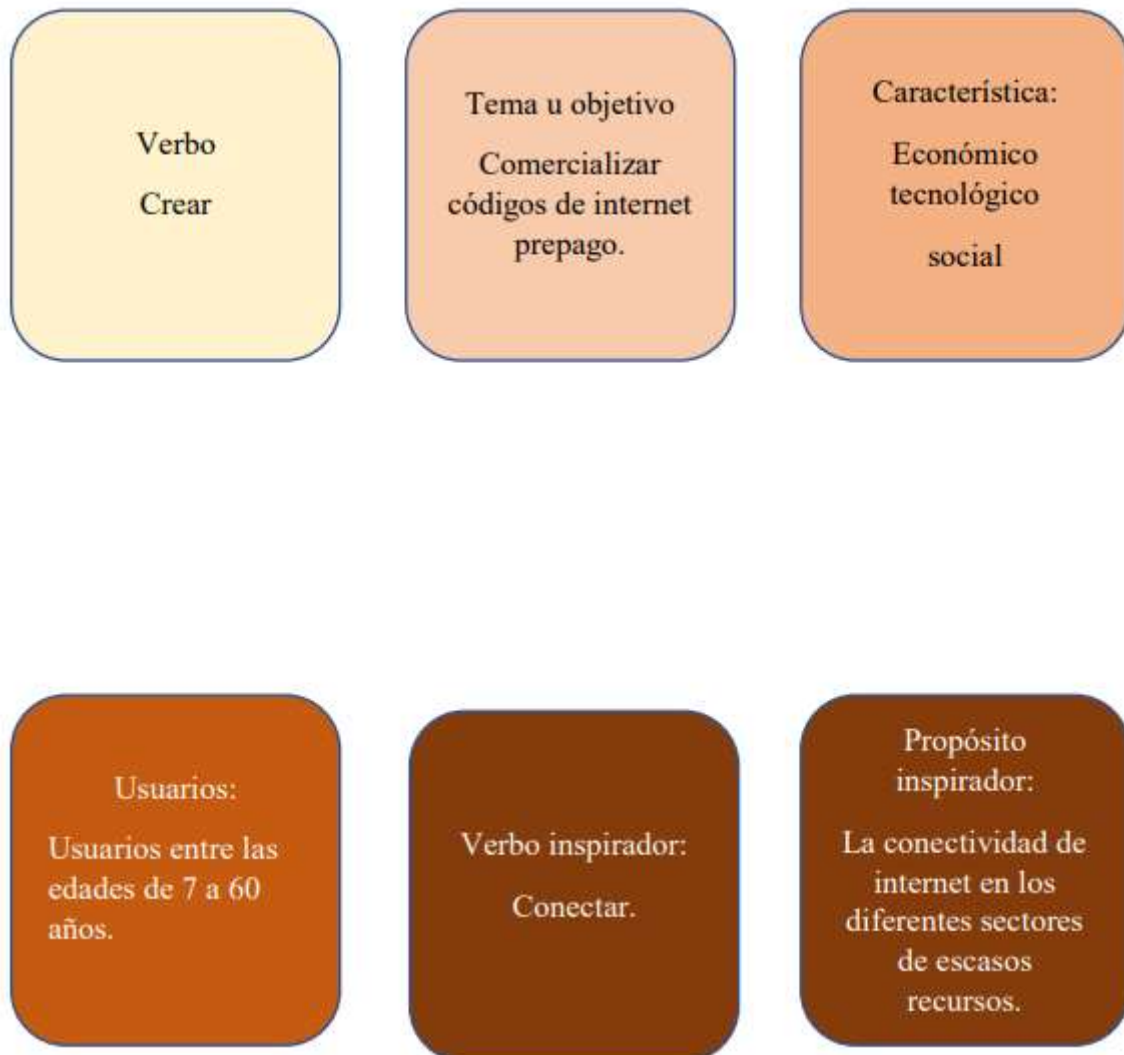 Verbo
Crear
Tema u objetivo
Comercializar
códigos de internet
prepago.
Característica:
Económico
tecnológico
social
Usuarios:
Usuarios entre las
edades de 7 a 60
años.
Verbo inspirador:
Conectar.
Propósito
inspirador:
La conectividad de
internet en los
diferentes sectores
de escasos
recursos.